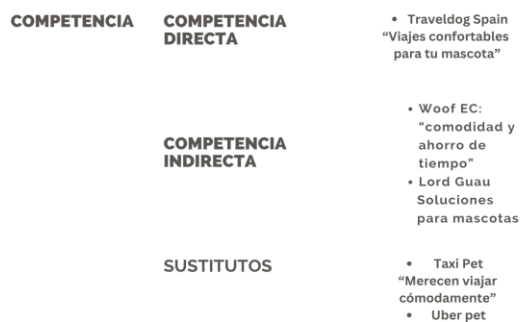 COMPETENCIA
COMPETENCIA
DIRECTA
• Traveldog Spain
“Viajes confortables
para tu mascota”
COMPETENCIA
INDIRECTA
• Woof EC:
"comodidad y
ahorro de
tiempo"
• Lord Guau
Soluciones
para mascotas
SUSTITUTOS
• Taxi Pet
“Merecen viajar
cómodamente”
• Uber pet